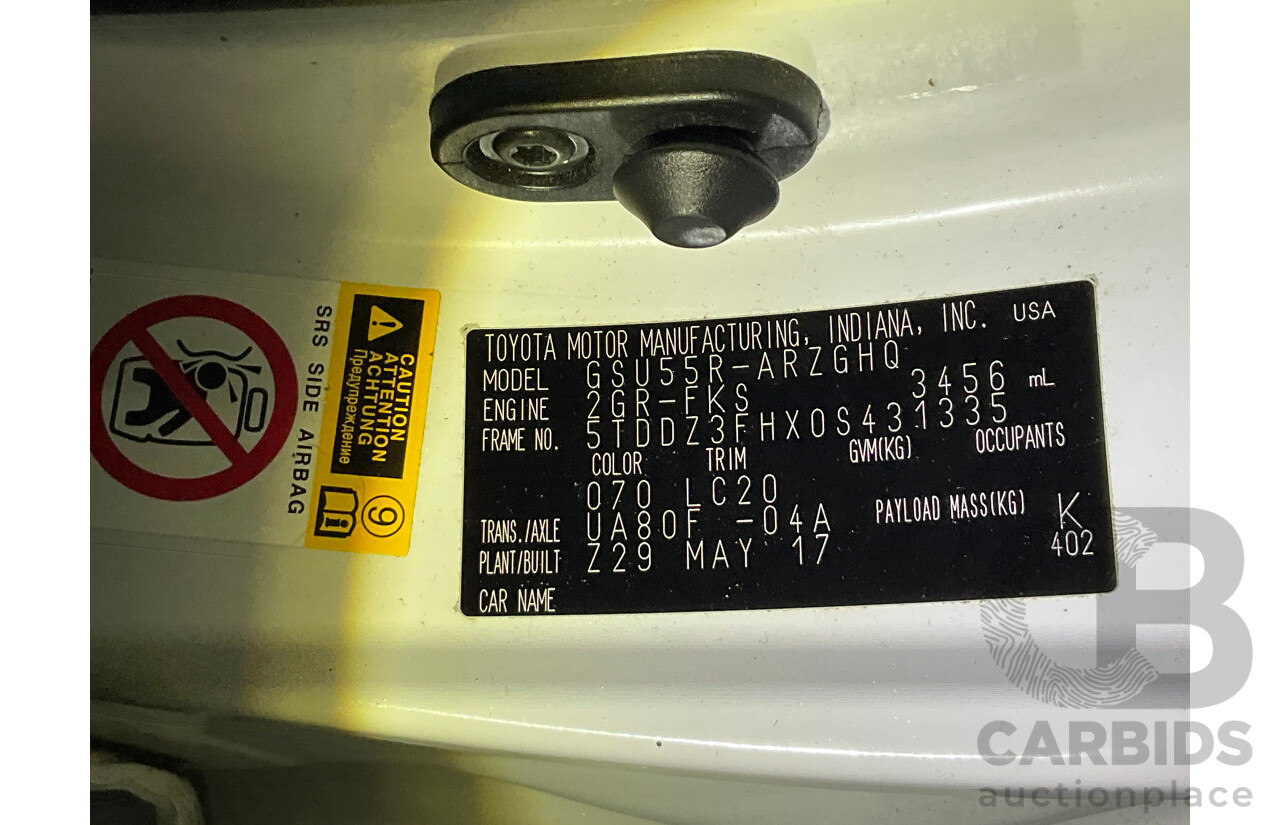 TOYOTA MOTOR MANUFACTURING, INDIANA, INC. USA
MODEL GSU55R-ARZGHQ
ENGINE 2GR-FKS 3456 mL
FRAME NO. 5TDDZ3FHX0S431335
COLOR TRIM GVM(KG) OCCUPANTS
070 LC20
TRANS./AXLE UA80F -04A PAYLOAD MASS(KG) K
PLANT/BUILT Z29 MAY 17 402
CAR NAME
SRS SIDE AIRBAG
CAUTION
ATTENTION
ACHTUNG
Предупреждение
9
CB
CARBIDS
auctionplace